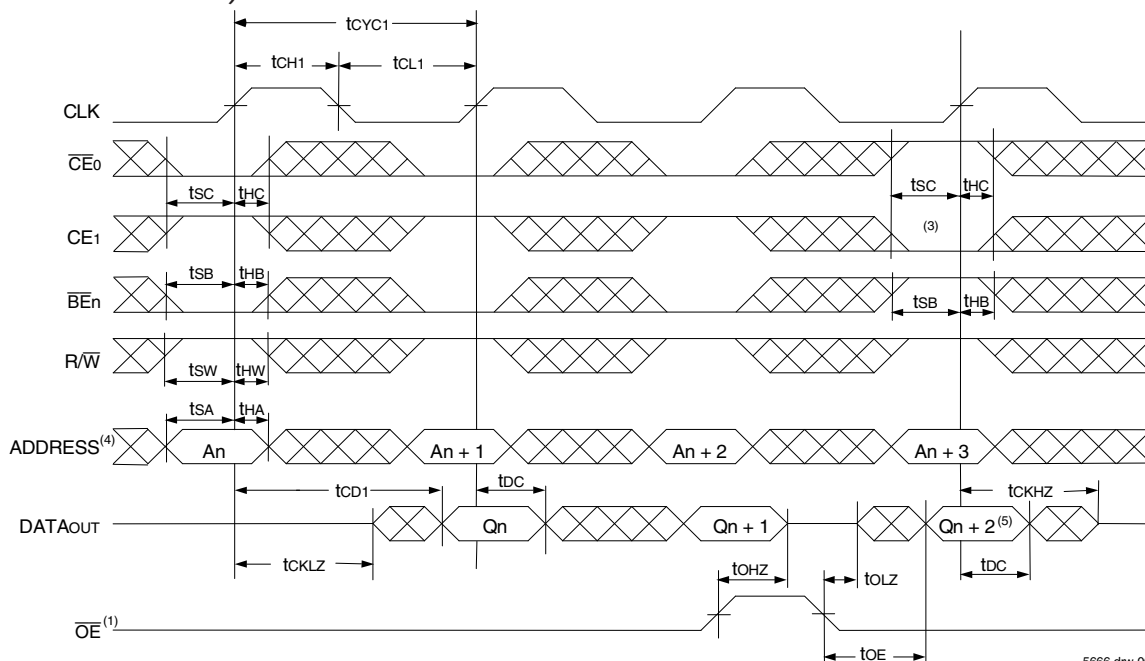 )
tCYC1
tCH1 tCL1
CLK
CE0
tSC tHC tSC tHC
CE1 (3)
tSB tHB
BEn tSB tHB
R/W
tSW tHW
tSA tHA
ADDRESS(4) An An + 1 An + 2 An + 3
tCD1 tDC tCKHZ
DATAOUT Qn Qn + 1 Qn + 2(5)
tCKLZ tOHZ tOLZ tDC
OE(1)
tOE
5666 drw